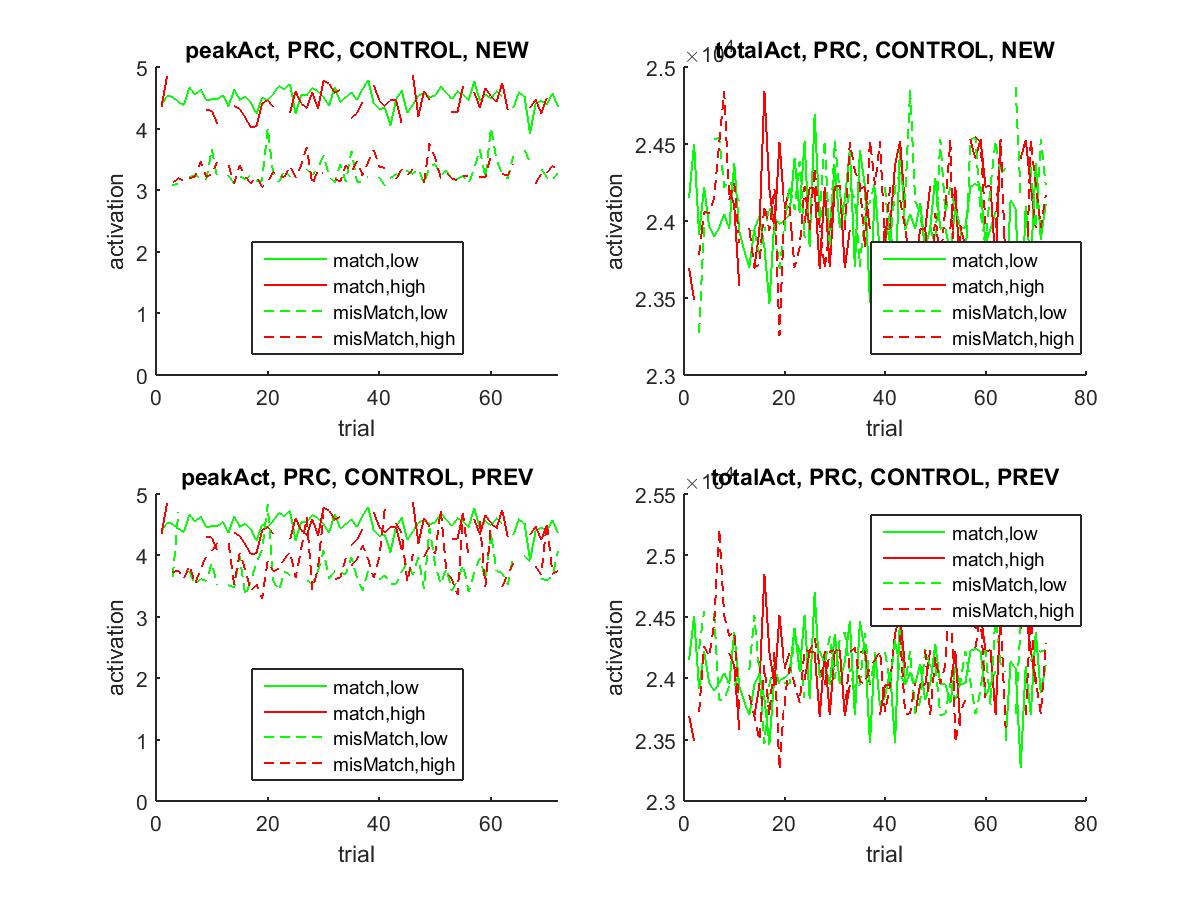 peakAct, PRC, CONTROL, NEW
5
4
3
2
1
0
activation
match,low
match,high
misMatch,low
misMatch,high
0 20 40 60
trial
totalAct, PRC, CONTROL, NEW
×10⁴
2.5
2.45
2.4
2.35
2.3
activation
match,low
match,high
misMatch,low
misMatch,high
0 20 40 60 80
trial
peakAct, PRC, CONTROL, PREV
5
4
3
2
1
0
activation
match,low
match,high
misMatch,low
misMatch,high
0 20 40 60
trial
totalAct, PRC, CONTROL, PREV
×10⁴
2.55
2.5
2.45
2.4
2.35
2.3
activation
match,low
match,high
misMatch,low
misMatch,high
0 20 40 60 80
trial